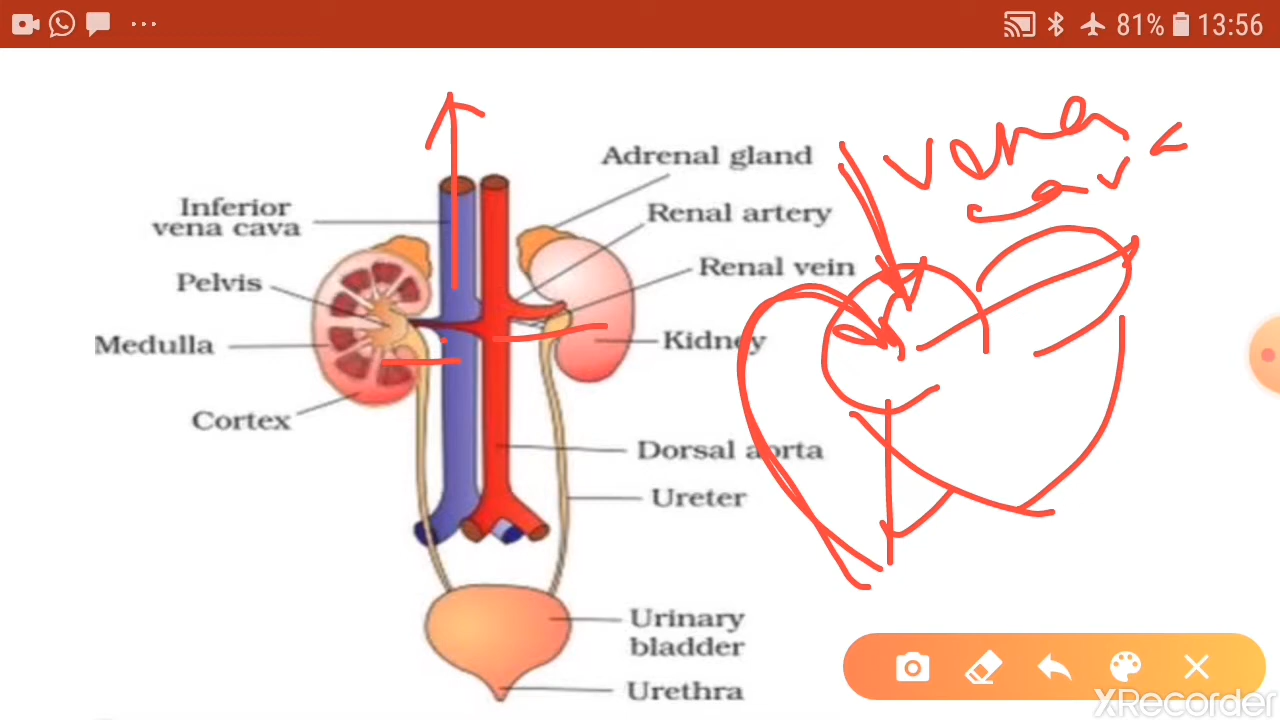 81% 13:56
Adrenal gland
Inferior
vena cava
Renal artery
Pelvis
Renal vein
Medulla
Kidney
Cortex
Dorsal aorta
Ureter
Urinary
bladder
Urethra
vena
XRecorder